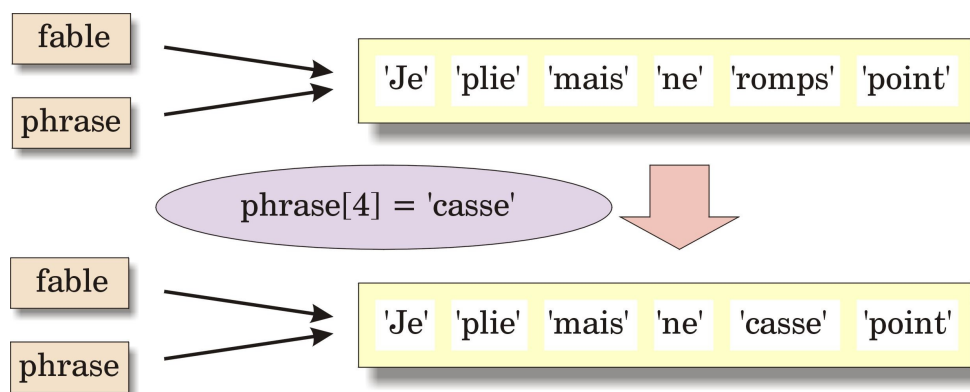 fable
phrase
'Je' 'plie' 'mais' 'ne' 'romps' 'point'
phrase[4] = 'casse'
fable
phrase
'Je' 'plie' 'mais' 'ne' 'casse' 'point'